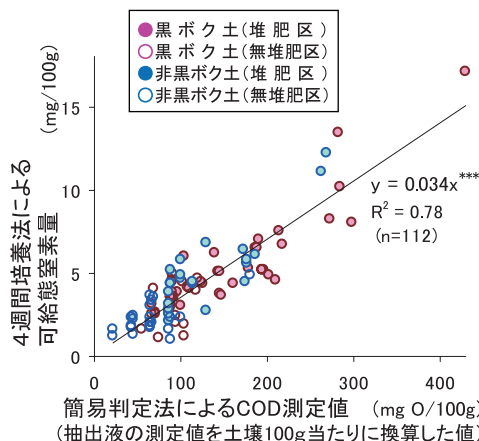 黒ボク土(堆肥区)
黒ボク土(無堆肥区)
非黒ボク土(堆肥区)
非黒ボク土(無堆肥区)
(mg/100g)
4週間培養法による
可給態窒素量
15
10
5
0
y = 0.034x***
R² = 0.78
(n=112)
0 100 200 300 400
簡易判定法によるCOD測定値 (mg O/100g)
(抽出液の測定値を土壌100g当たりに換算した値)